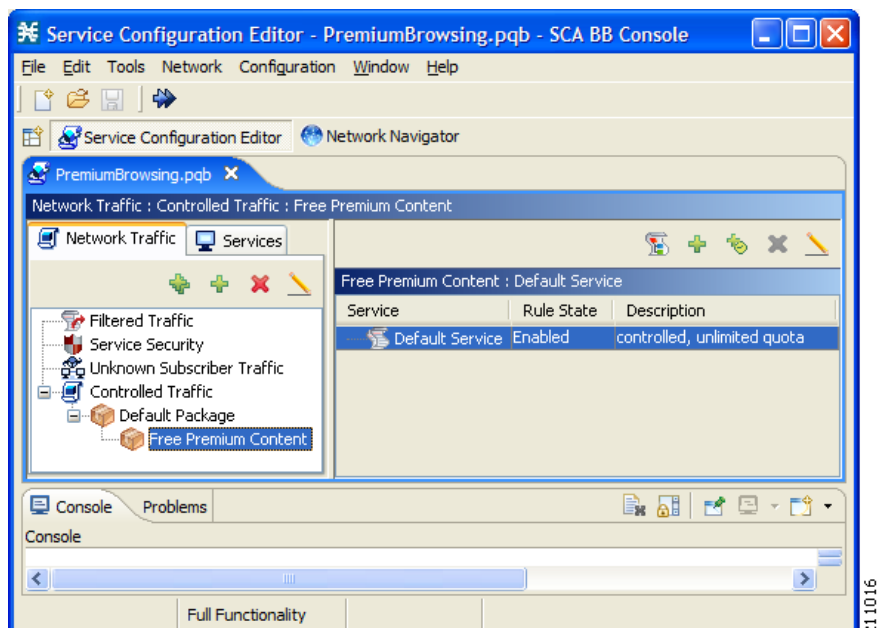 Service Configuration Editor - PremiumBrowsing.pqb - SCA BB Console
File Edit Tools Network Configuration Window Help
Service Configuration Editor Network Navigator
PremiumBrowsing.pqb
Network Traffic : Controlled Traffic : Free Premium Content
Network Traffic Services
Free Premium Content : Default Service
Service Rule State Description
Default Service Enabled controlled, unlimited quota
Filtered Traffic
Service Security
Unknown Subscriber Traffic
Controlled Traffic
Default Package
Free Premium Content
Console Problems
Console
Full Functionality
211016